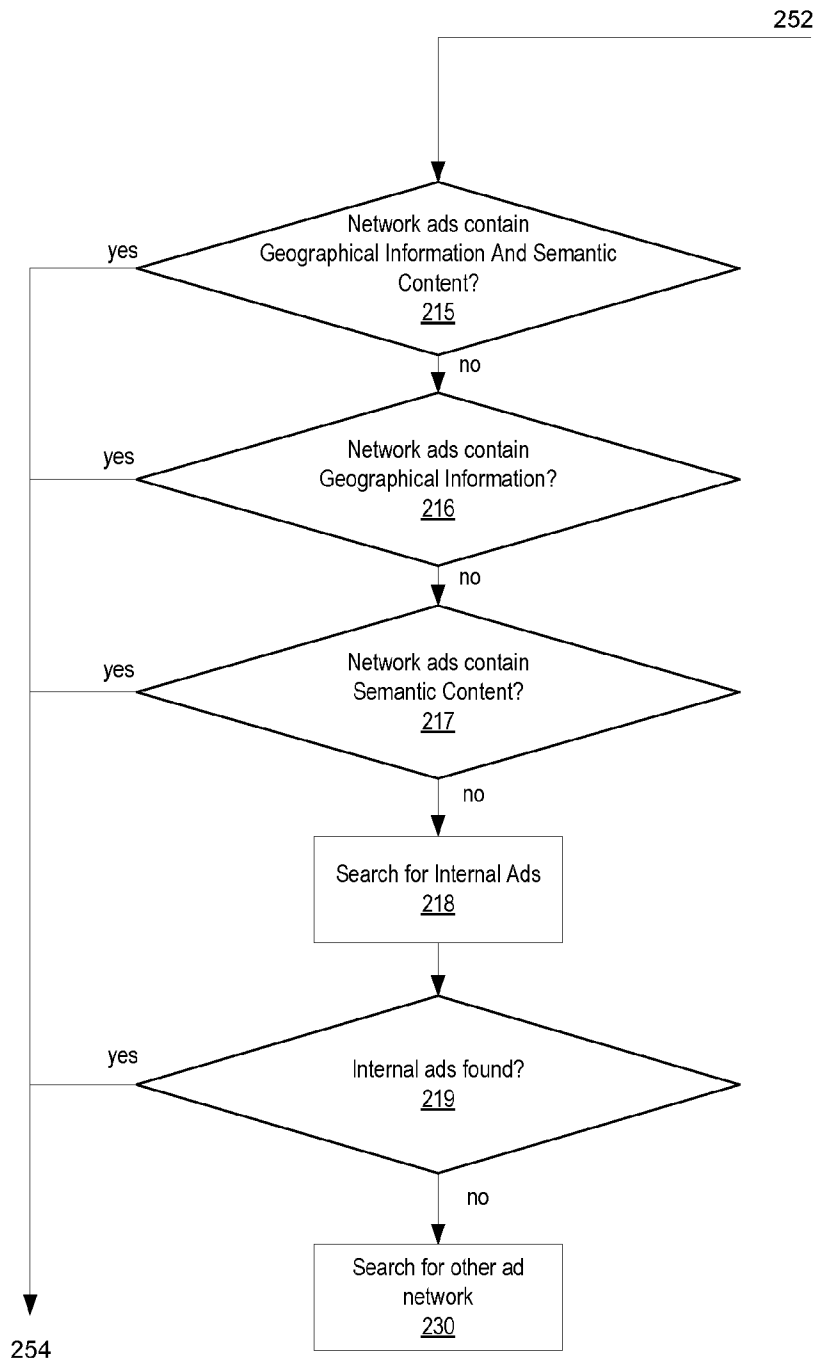 252
Network ads contain
Geographical Information And Semantic
Content?
215
yes
no
Network ads contain
Geographical Information?
216
yes
no
Network ads contain
Semantic Content?
217
yes
no
Search for Internal Ads
218
Internal ads found?
219
yes
no
Search for other ad
network
230
254